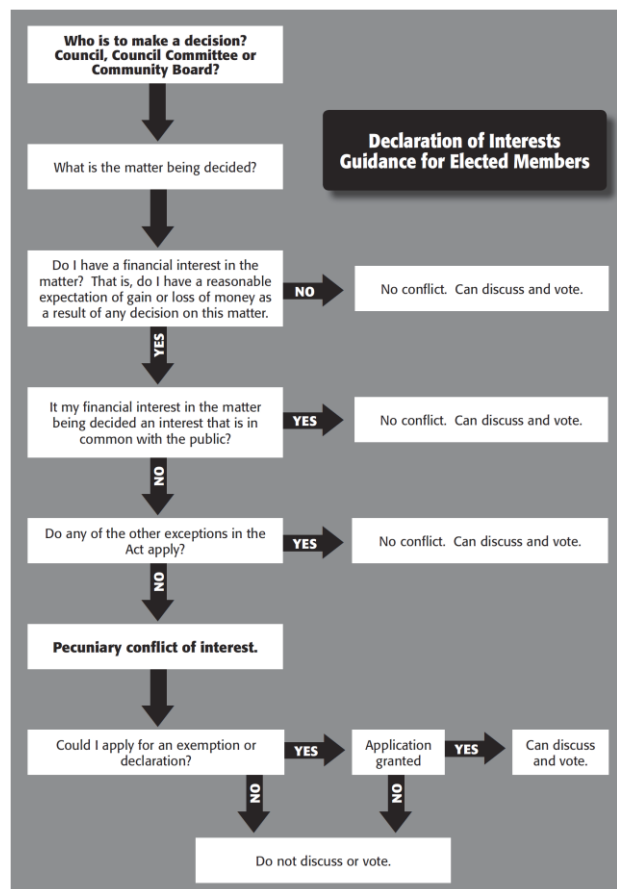 Who is to make a decision?
Council, Council Committee or
Community Board?
Declaration of Interests
Guidance for Elected Members
What is the matter being decided?
Do I have a financial interest in the
matter? That is, do I have a reasonable
expectation of gain or loss of money as
a result of any decision on this matter.
NO
No conflict. Can discuss and vote.
YES
It my financial interest in the matter
being decided an interest that is in
common with the public?
YES
No conflict. Can discuss and vote.
NO
Do any of the other exceptions in the
Act apply?
YES
No conflict. Can discuss and vote.
NO
Pecuniary conflict of interest.
Could I apply for an exemption or
declaration?
YES
Application
granted
YES
Can discuss
and vote.
NO
NO
Do not discuss or vote.